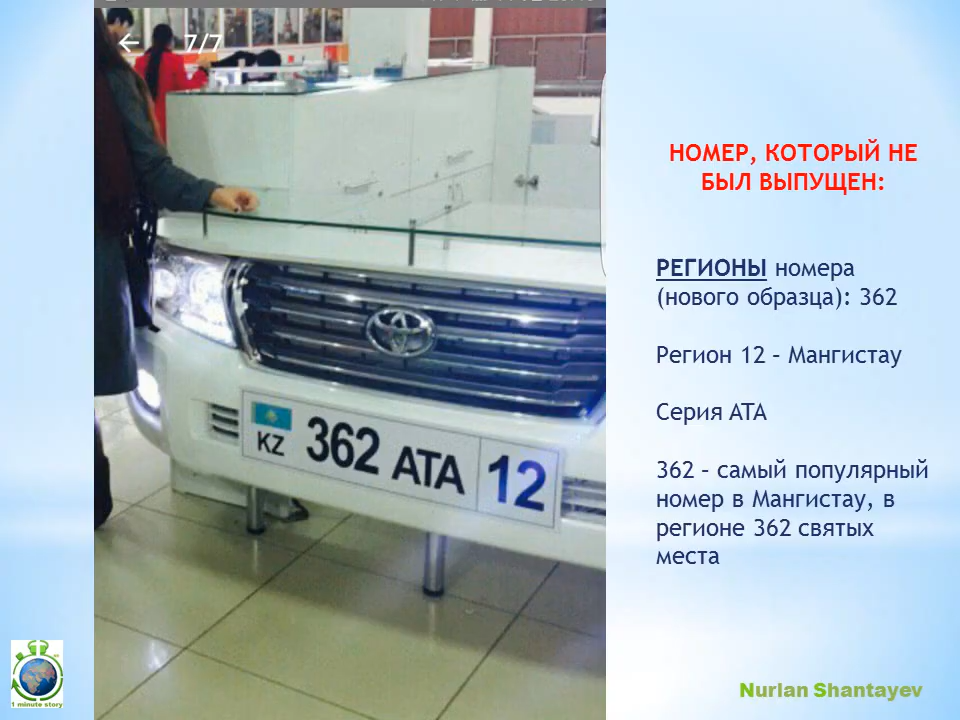 7/7
KZ 362 ATA 12
НОМЕР, КОТОРЫЙ НЕ
БЫЛ ВЫПУЩЕН:
РЕГИОНЫ номера
(нового образца): 362
Регион 12 – Мангистау
Серия АТА
362 – самый популярный
номер в Мангистау, в
регионе 362 святых
места
1 minute story
Nurlan Shantayev